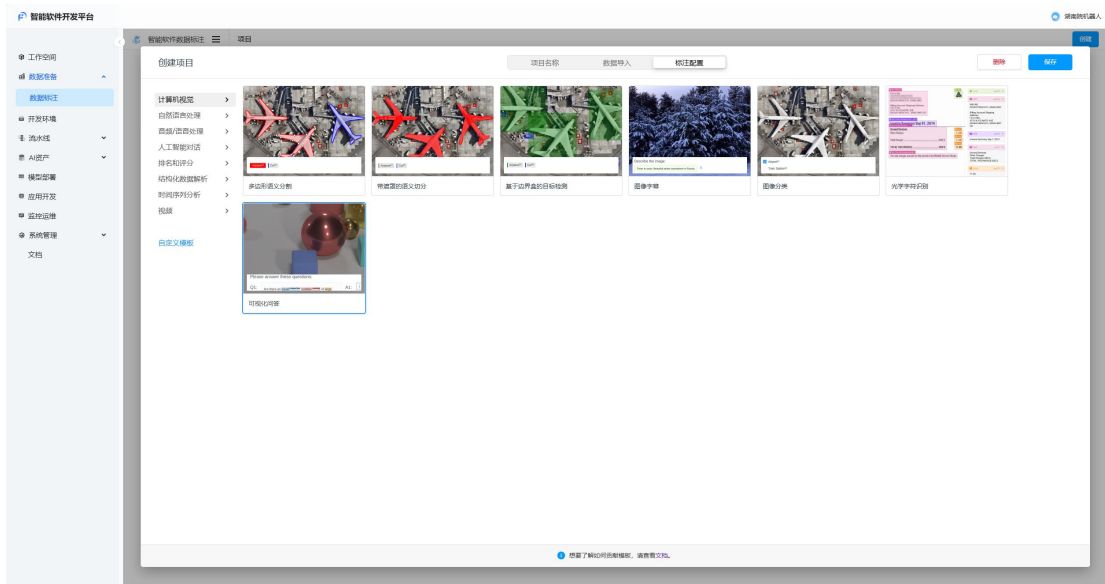 智能软件开发平台
湖南院机器人
智能软件数据标注
项目
创建
工作空间
数据准备
数据标注
开发环境
流水线
AI资产
模型部署
应用开发
监控运维
系统管理
文档
创建项目
项目名称
数据导入
标注配置
删除
保存
计算机视觉
自然语言处理
音频/语音处理
人工智能对话
排名和评分
结构化数据解析
时间序列分析
视频
自定义模板
多边形语义分割
带遮罩的语义切分
基于边界盒的目标检测
Describe the image:
图像字幕
图像分类
光学字符识别
Please answer these questions:
Q1:
A1:
可视化问答
想要了解如何贡献模板，请查看文档。